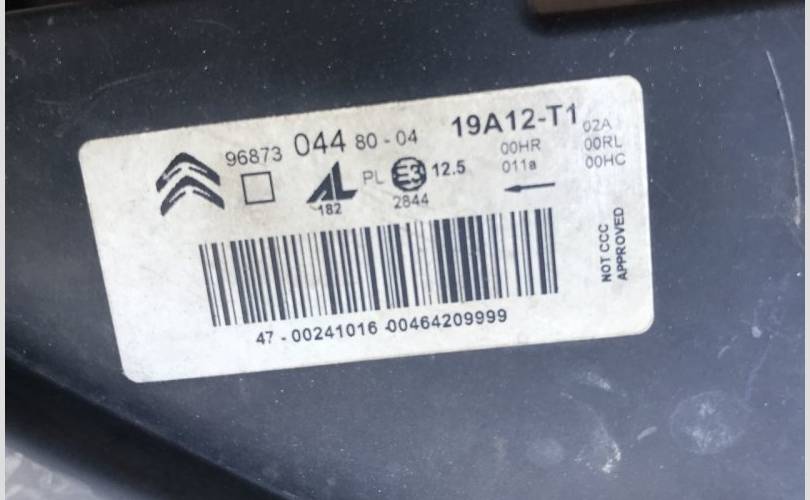 96873 044 80-04 19A12-T1
02A
00HR 00RL
PL E3 12.5 011a 00HC
AL
182 2844
NOT CCC
APPROVED
47 - 00241016 00464209999